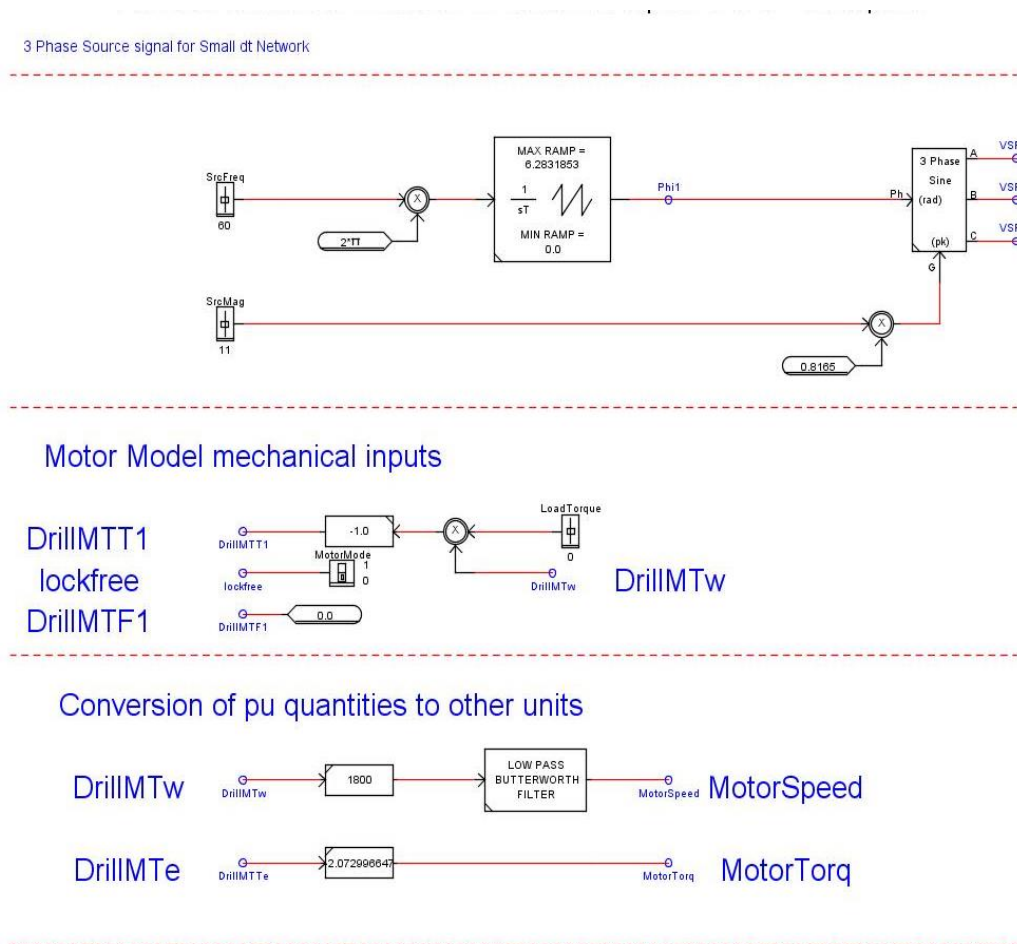 3 Phase Source signal for Small dt Network
SrcFreq
60
X
2*TT
MAX RAMP =
6.2831853
1
sT
MIN RAMP =
0.0
Phi1
Ph
3 Phase
Sine
(rad)
(pk)
A
B
C
G
SrcMag
11
X
0.8165
Motor Model mechanical inputs
DrillMTT1
DrillMTT1
-1.0
X
LoadTorque
0
lockfree
lockfree
MotorMode
1
0
DrillMTw
DrillMTw
DrillMTF1
DrillMTF1
0.0
Conversion of pu quantities to other units
DrillMTw
DrillMTw
1800
LOW PASS
BUTTERWORTH
FILTER
MotorSpeed
MotorSpeed
DrillMTe
DrillMTTe
2.072996647
MotorTorq
MotorTorq